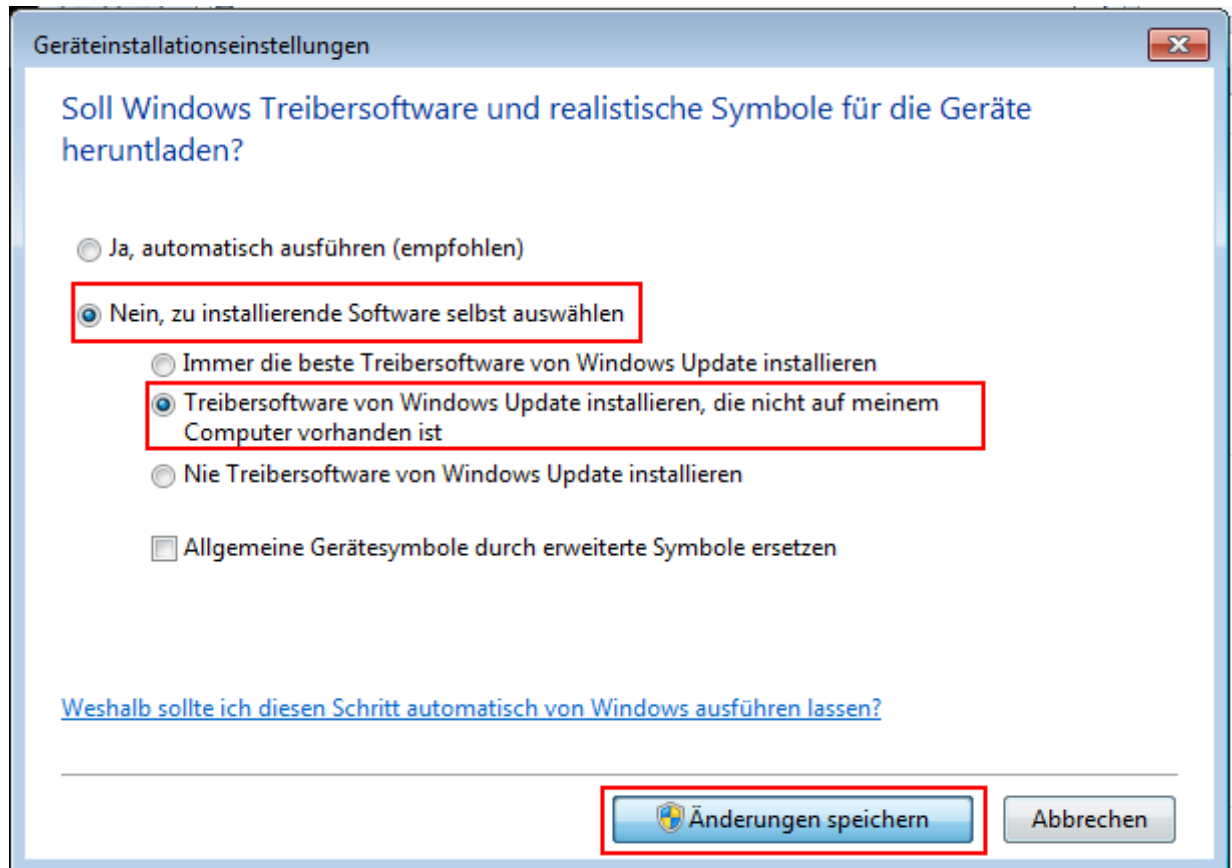 Geräteinstallationseinstellungen
Soll Windows Treibersoftware und realistische Symbole für die Geräte
heruntladen?
Ja, automatisch ausführen (empfohlen)
Nein, zu installierende Software selbst auswählen
Immer die beste Treibersoftware von Windows Update installieren
Treibersoftware von Windows Update installieren, die nicht auf meinem
Computer vorhanden ist
Nie Treibersoftware von Windows Update installieren
Allgemeine Gerätesymbole durch erweiterte Symbole ersetzen
Weshalb sollte ich diesen Schritt automatisch von Windows ausführen lassen?
Änderungen speichern
Abbrechen